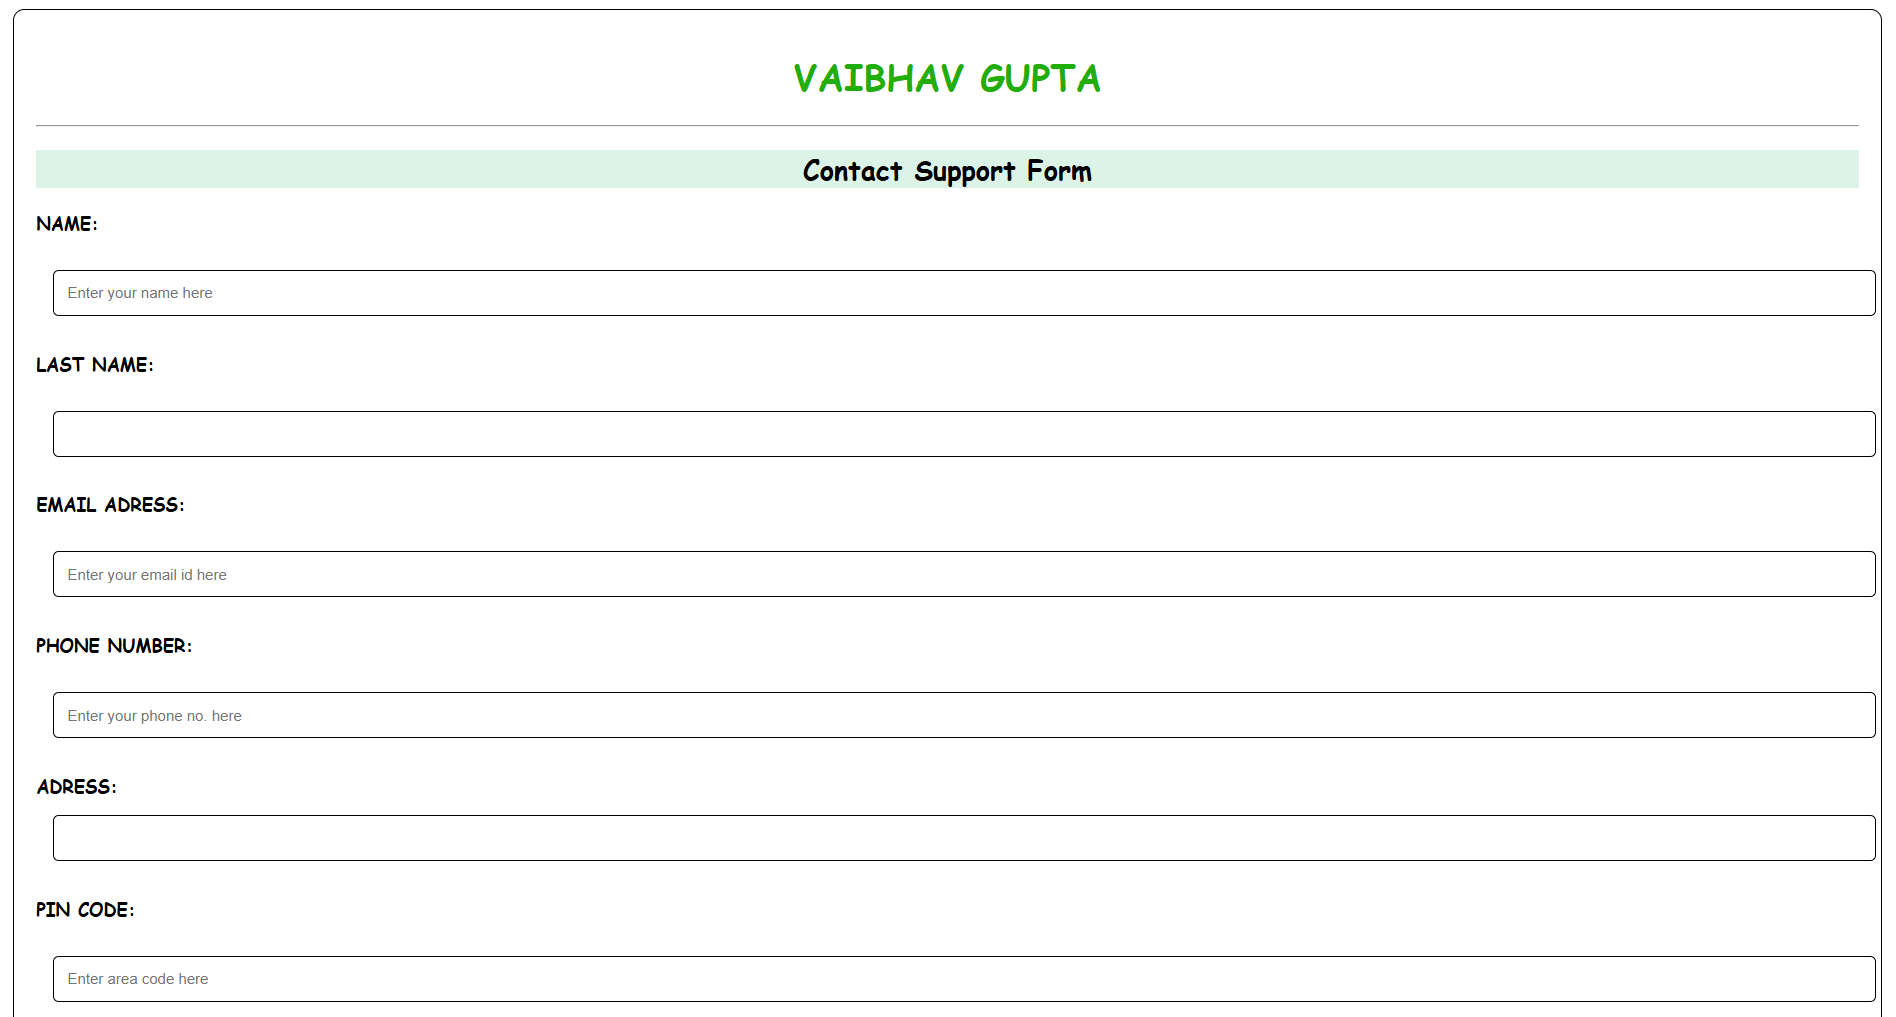 VAIBHAV GUPTA
Contact Support Form
NAME:
Enter your name here
LAST NAME:
EMAIL ADRESS:
Enter your email id here
PHONE NUMBER:
Enter your phone no. here
ADRESS:
PIN CODE:
Enter area code here